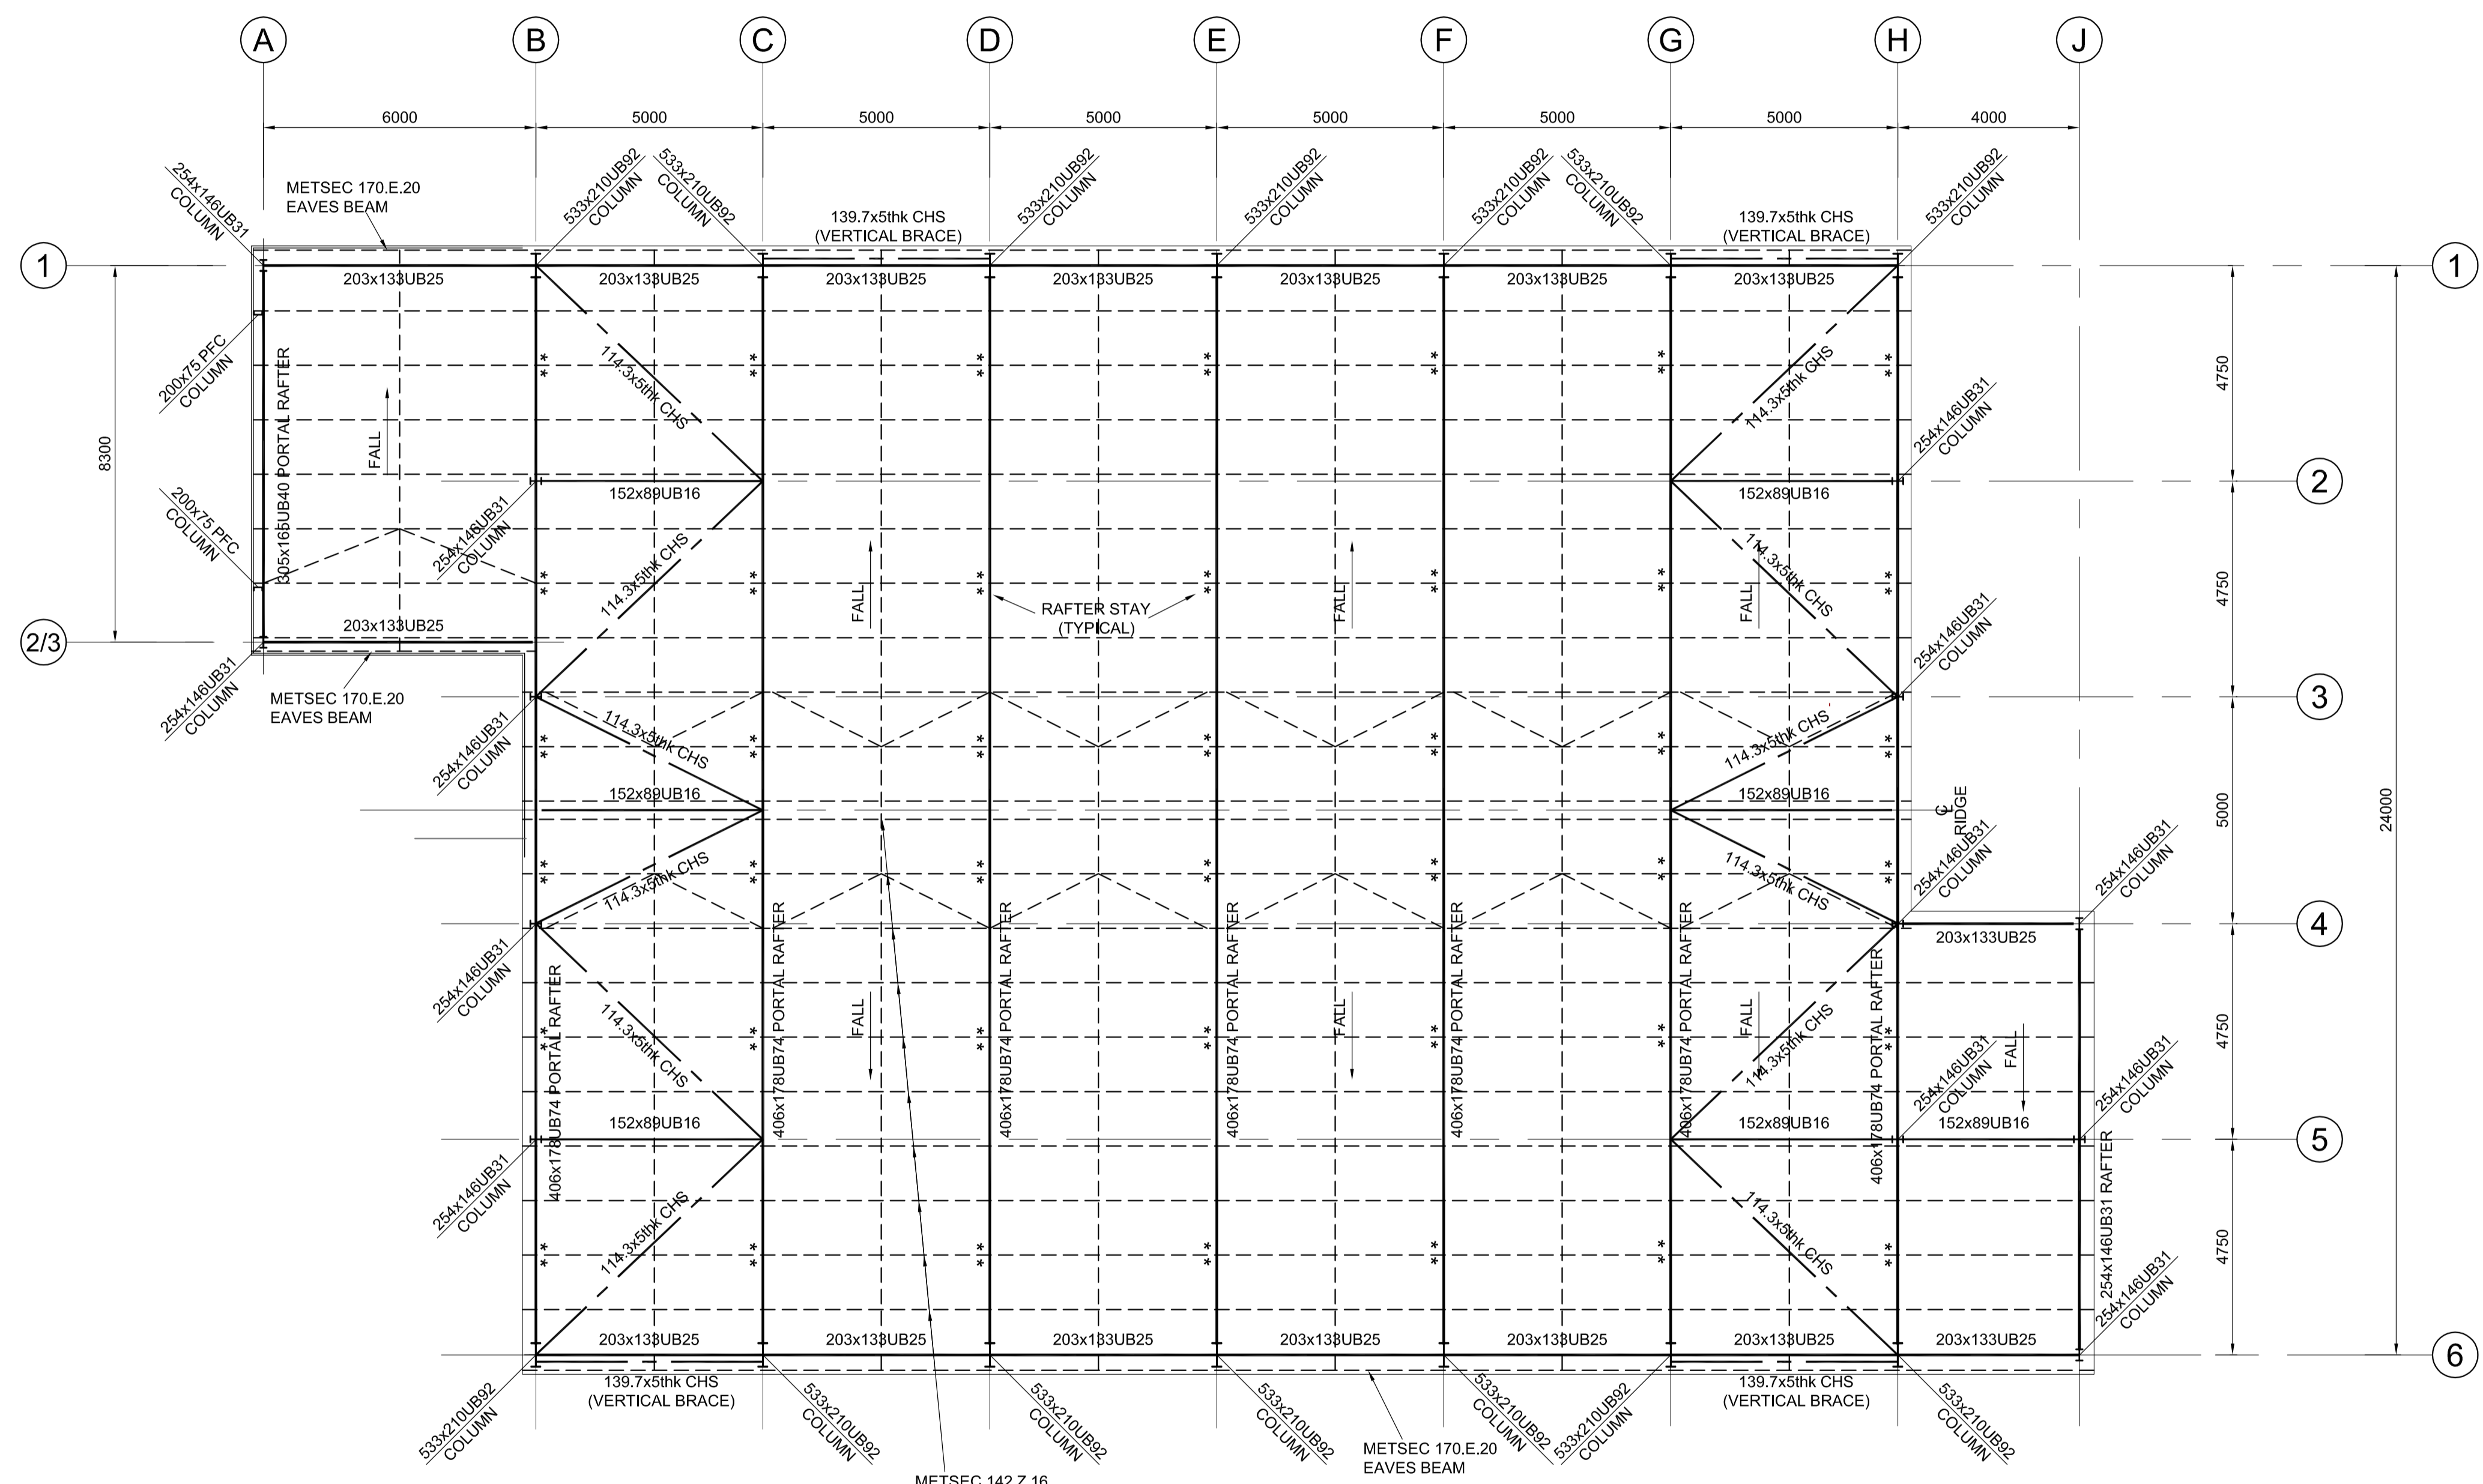 A
B
C
D
E
F
G
H
J
6000
5000
5000
5000
5000
5000
5000
4000
254x146UB31
COLUMN
METSEC 170.E.20
EAVES BEAM
533x210UB92
COLUMN
533x210UB92
COLUMN
139.7x5thk CHS
(VERTICAL BRACE)
533x210UB92
COLUMN
533x210UB92
COLUMN
533x210UB92
COLUMN
533x210UB92
COLUMN
139.7x5thk CHS
(VERTICAL BRACE)
533x210UB92
COLUMN
1
1
203x133UB25
203x133UB25
203x133UB25
203x133UB25
203x133UB25
203x133UB25
203x133UB25
200x75 PFC
COLUMN
305x165UB40 PORTAL RAFTER
8300
FALL
114.3x5thk CHS
114.3x5thk CHS
4750
254x146UB31
COLUMN
2
152x89UB16
152x89UB16
200x75 PFC
COLUMN
254x146UB31
COLUMN
114.3x5thk CHS
FALL
RAFTER STAY
(TYPICAL)
FALL
FALL
114.3x5thk CHS
4750
254x146UB31
COLUMN
2/3
203x133UB25
254x146UB31
COLUMN
METSEC 170.E.20
EAVES BEAM
3
254x146UB31
COLUMN
114.3x5thk CHS
114.3x5thk CHS
152x89UB16
152x89UB16
CL
RIDGE
5000
24000
114.3x5thk CHS
114.3x5thk CHS
254x146UB31
COLUMN
254x146UB31
COLUMN
4
203x133UB25
254x146UB31
COLUMN
406x178UB74 PORTAL RAFTER
406x178UB74 PORTAL RAFTER
406x178UB74 PORTAL RAFTER
406x178UB74 PORTAL RAFTER
406x178UB74 PORTAL RAFTER
406x178UB74 PORTAL RAFTER
406x178UB74 PORTAL RAFTER
114.3x5thk CHS
FALL
FALL
FALL
114.3x5thk CHS
FALL
4750
254x146UB31
COLUMN
254x146UB31
COLUMN
5
152x89UB16
152x89UB16
152x89UB16
254x146UB31
COLUMN
114.3x5thk CHS
114.3x5thk CHS
254x146UB31 RAFTER
4750
254x146UB31
COLUMN
6
203x133UB25
203x133UB25
203x133UB25
203x133UB25
203x133UB25
203x133UB25
203x133UB25
139.7x5thk CHS
(VERTICAL BRACE)
139.7x5thk CHS
(VERTICAL BRACE)
533x210UB92
COLUMN
533x210UB92
COLUMN
533x210UB92
COLUMN
533x210UB92
COLUMN
533x210UB92
COLUMN
533x210UB92
COLUMN
533x210UB92
COLUMN
METSEC 170.E.20
EAVES BEAM
METSEC 142.Z.16